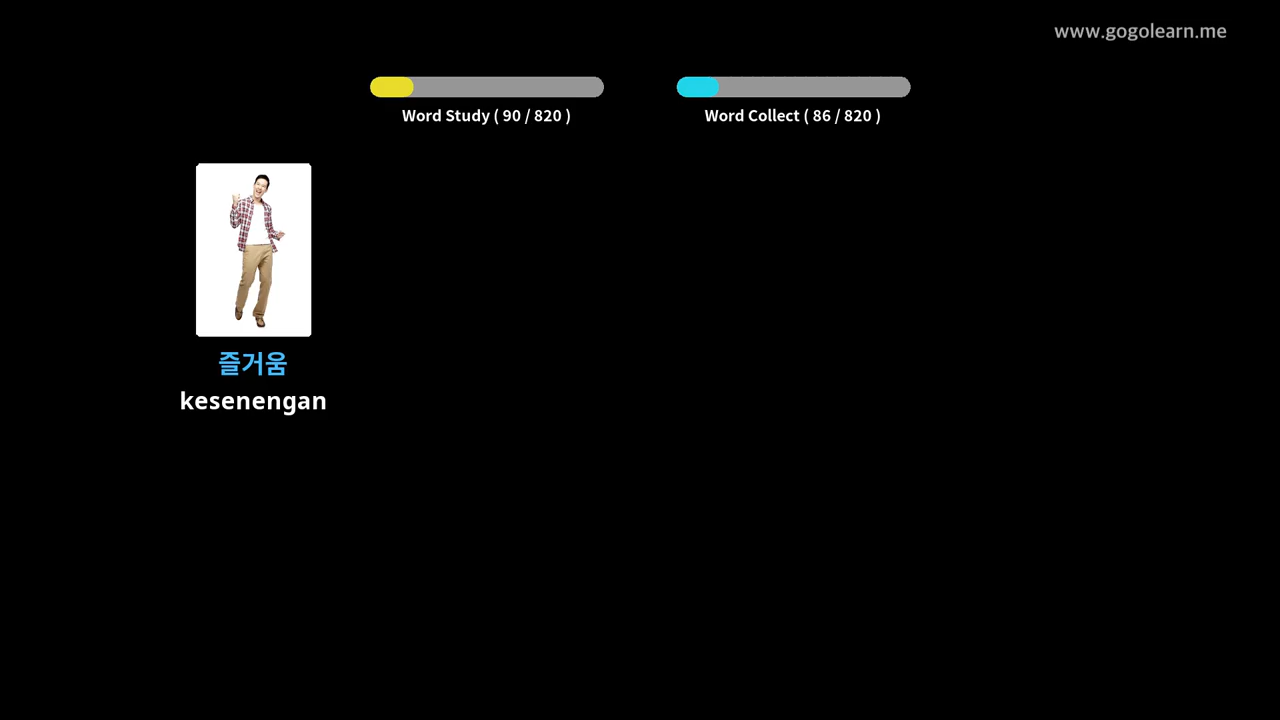 www.gogolearn.me
Word Study ( 90 / 820 )
Word Collect ( 86 / 820 )
즐거움
kesenengan